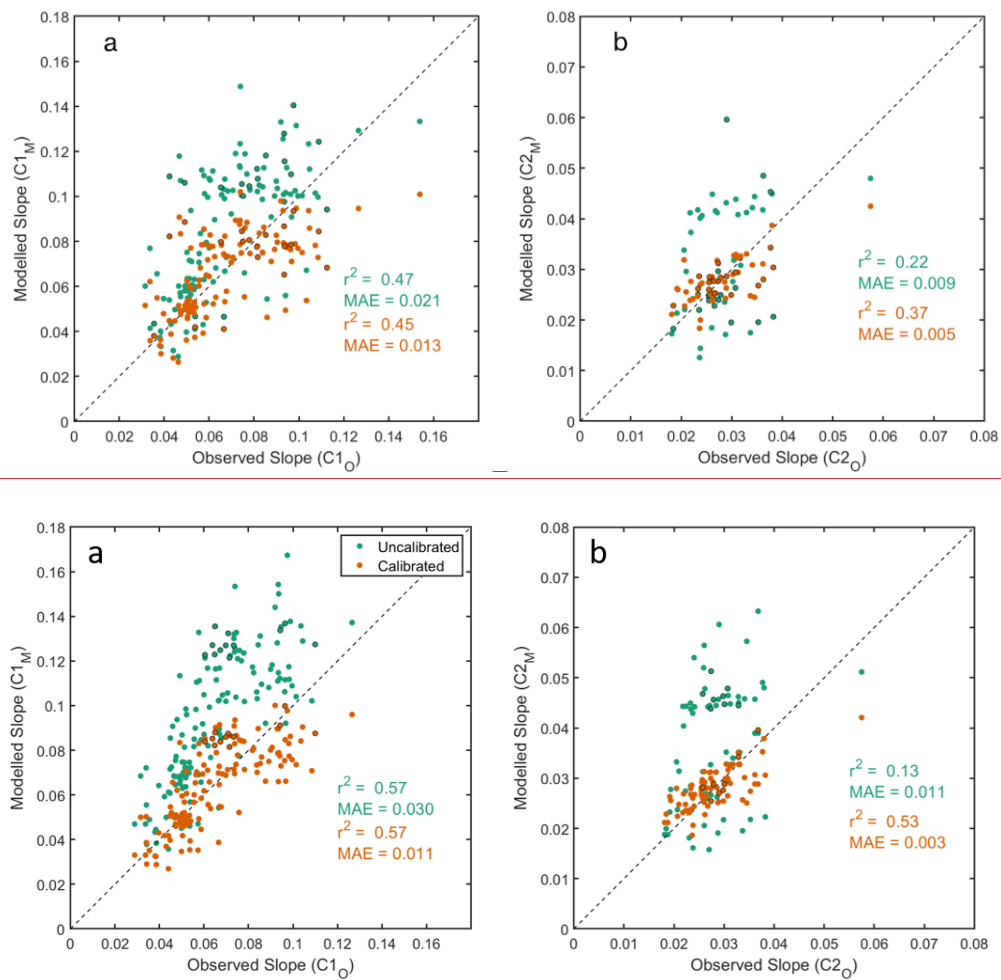 a
0.18
0.16
0.14
0.12
0.1
0.08
0.06
0.04
0.02
0
Modelled Slope (C1M)
r2 = 0.47
MAE = 0.021
r2 = 0.45
MAE = 0.013
0 0.02 0.04 0.06 0.08 0.1 0.12 0.14 0.16
Observed Slope (C1O)
b
0.08
0.07
0.06
0.05
0.04
0.03
0.02
0.01
0
Modelled Slope (C2M)
r2 = 0.22
MAE = 0.009
r2 = 0.37
MAE = 0.005
0 0.01 0.02 0.03 0.04 0.05 0.06 0.07 0.08
Observed Slope (C2O)
a
Uncalibrated
Calibrated
0.18
0.16
0.14
0.12
0.1
0.08
0.06
0.04
0.02
0
Modelled Slope (C1M)
r2 = 0.57
MAE = 0.030
r2 = 0.57
MAE = 0.011
0 0.02 0.04 0.06 0.08 0.1 0.12 0.14 0.16
Observed Slope (C1O)
b
0.08
0.07
0.06
0.05
0.04
0.03
0.02
0.01
0
Modelled Slope (C2M)
r2 = 0.13
MAE = 0.011
r2 = 0.53
MAE = 0.003
0 0.01 0.02 0.03 0.04 0.05 0.06 0.07 0.08
Observed Slope (C2O)